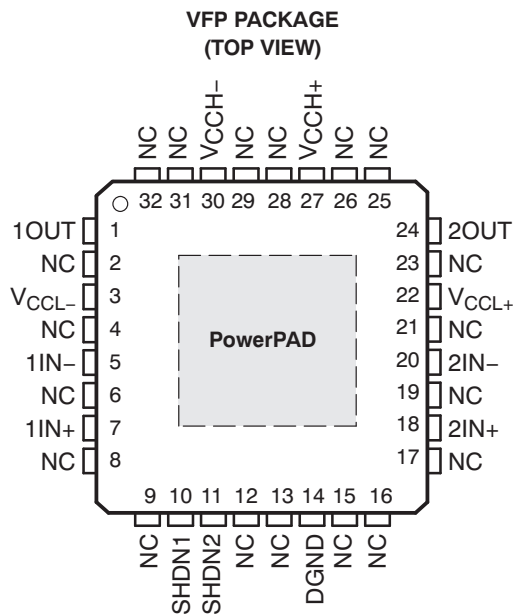 VFP PACKAGE
(TOP VIEW)
NC
NC
VCCH−
NC
NC
VCCH+
NC
NC
32 31 30 29 28 27 26 25
1OUT 1
NC 2
VCCL− 3
NC 4
1IN− 5
NC 6
1IN+ 7
NC 8
PowerPAD
24 2OUT
23 NC
22 VCCL+
21 NC
20 2IN−
19 NC
18 2IN+
17 NC
9 10 11 12 13 14 15 16
NC
SHDN1
SHDN2
NC
NC
DGND
NC
NC